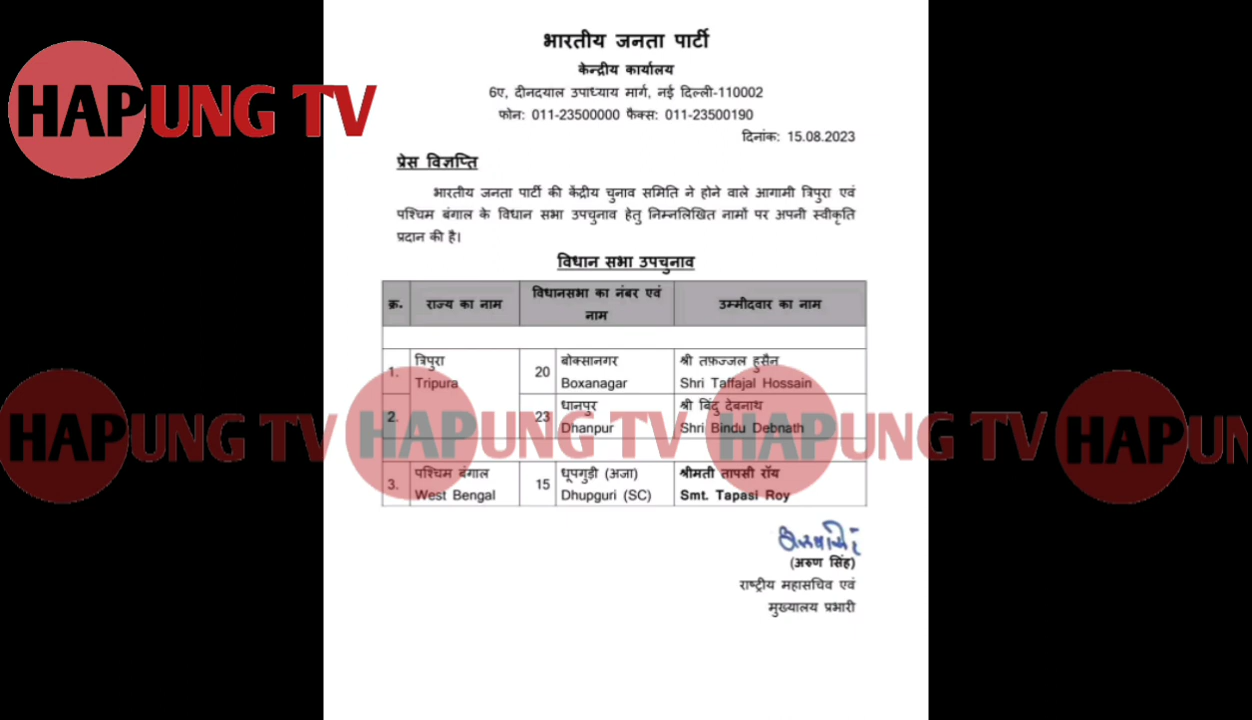 भारतीय जनता पार्टी
केन्द्रीय कार्यालय
6ए, दीनदयाल उपाध्याय मार्ग, नई दिल्ली-110002
फोन: 011-23500000 फैक्स: 011-23500190
दिनांक: 15.08.2023
HAPUNG TV
प्रेस विज्ञप्ति
भारतीय जनता पार्टी की केंद्रीय चुनाव समिति ने होने वाले आगामी त्रिपुरा एवं
पश्चिम बंगाल के विधान सभा उपचुनाव हेतु निम्नलिखित नामों पर अपनी स्वीकृति
प्रदान की है।
विधान सभा उपचुनाव
क्र. राज्य का नाम विधानसभा का नंबर एवं नाम उम्मीदवार का नाम
1. त्रिपुरा 20 बोक्सानगर श्री तफ़ज्जल हुसैन
Tripura Boxanagar Shri Taffajal Hossain
2. 23 धानपुर श्री बिंदु देबनाथ
Dhanpur Shri Bindu Debnath
HAPUNG TV HAPUNG TV HAPUNG TV HAPUN
3. पश्चिम बंगाल 15 धूपगुड़ी (अजा) श्रीमती तापसी रॉय
West Bengal Dhupguri (SC) Smt. Tapasi Roy
(अरुण सिंह)
राष्ट्रीय महासचिव एवं
मुख्यालय प्रभारी